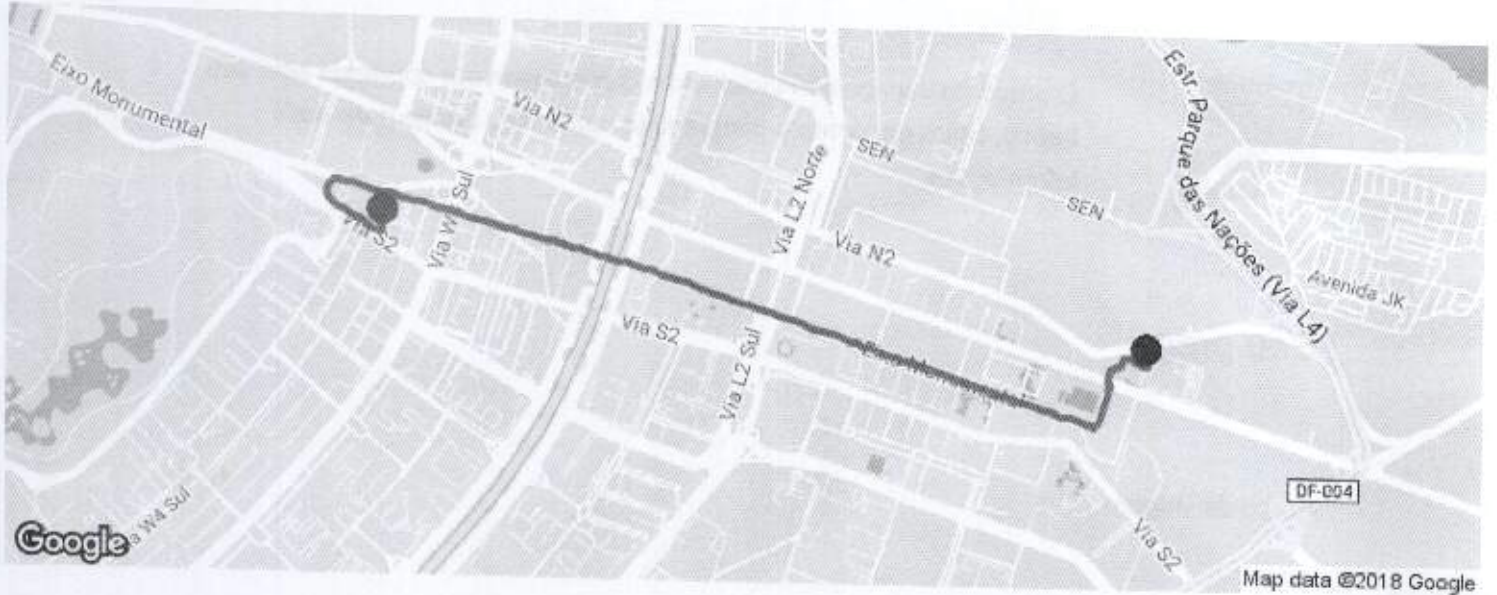 Eixo Monumental
Via N2
Via S2
Via W
Sul
Via L2 Norte
SEN
SEN
Via N2
Estr. Parque das Nações (Via L4)
Avenida JK
Via S2
Via L2 Sul
DF-004
Via S2
W4 Sul
Google
Map data ©2018 Google